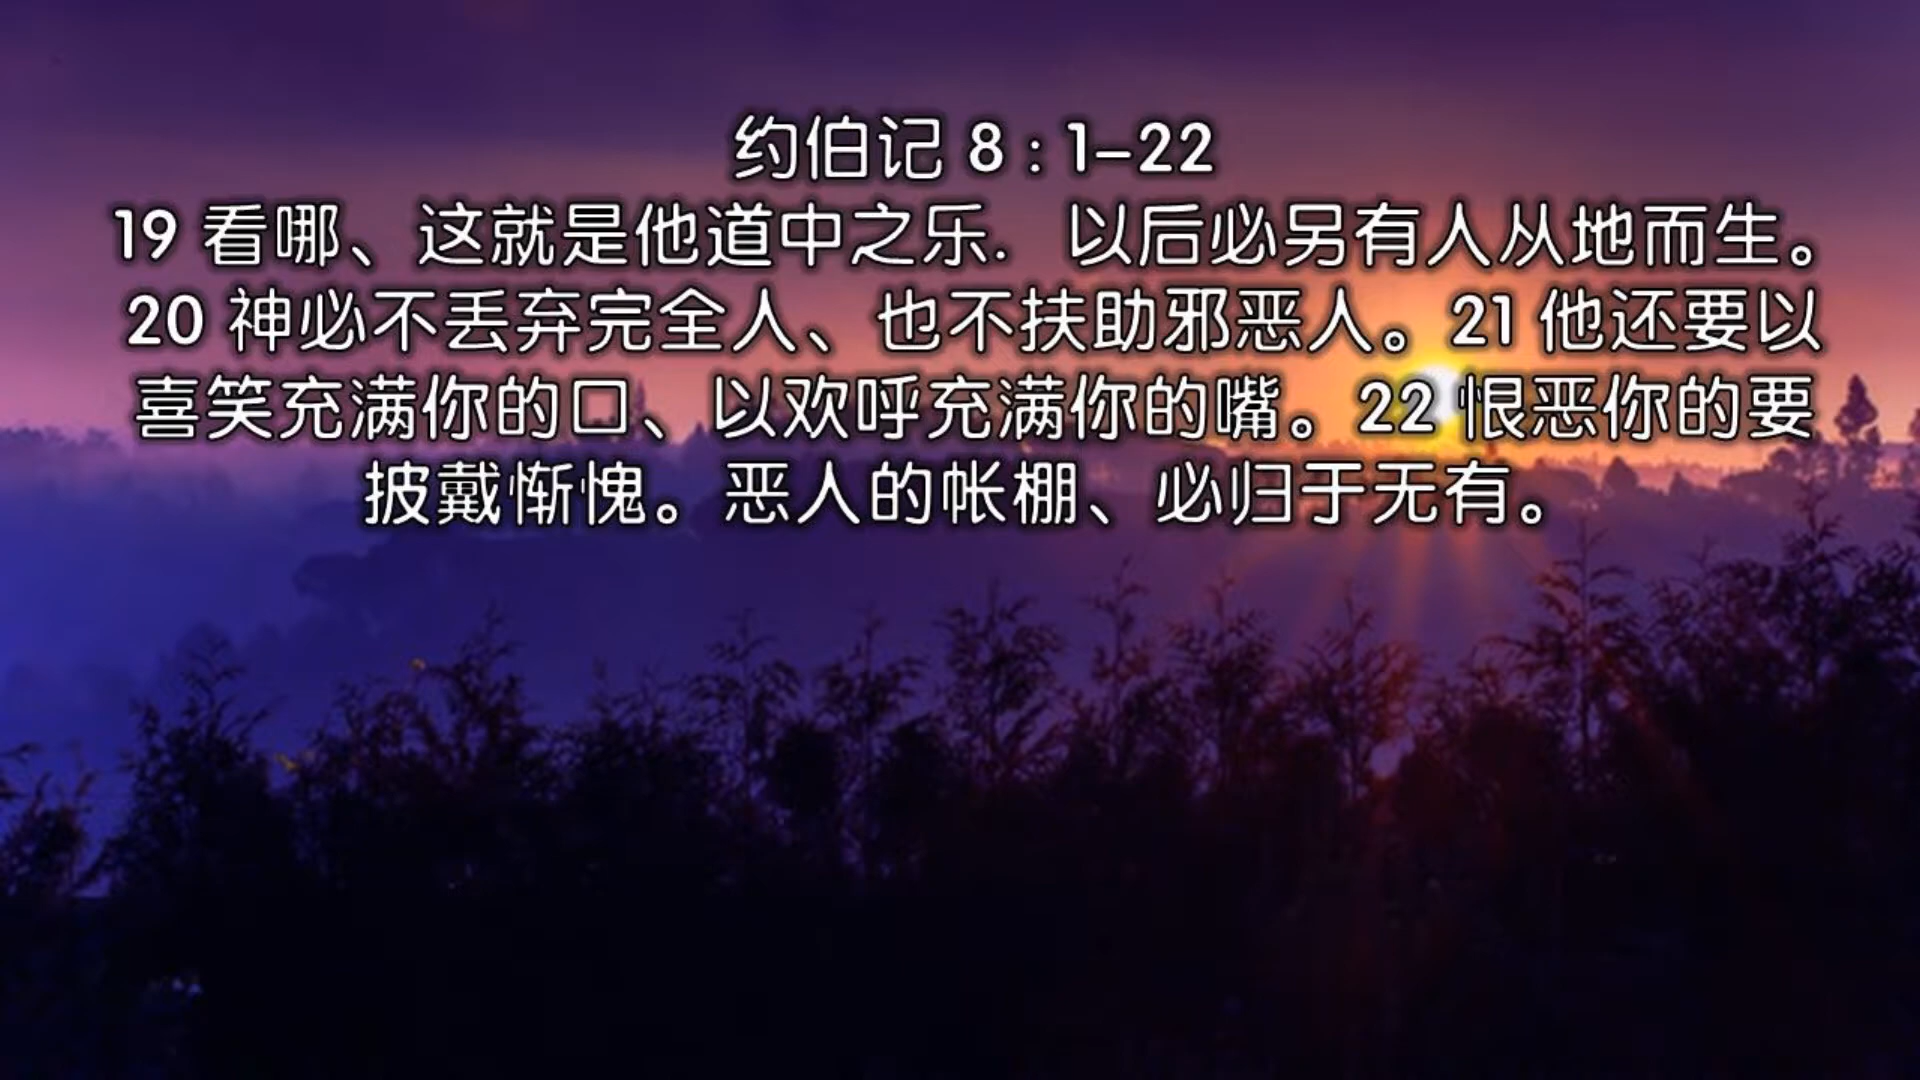 约伯记 8 : 1–22
19 看哪、这就是他道中之乐. 以后必另有人从地而生。
20 神必不丢弃完全人、也不扶助邪恶人。21 他还要以
喜笑充满你的口、以欢呼充满你的嘴。22 恨恶你的要
披戴惭愧。恶人的帐棚、必归于无有。